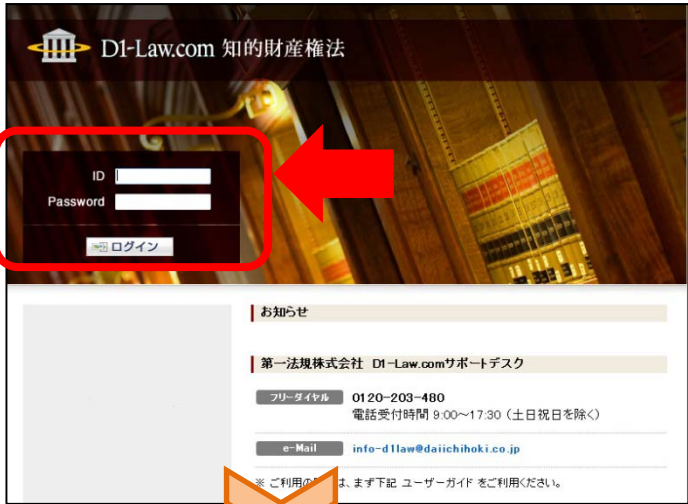 D1-Law.com 知的財産権法
ID
Password
ログイン
お知らせ
第一法規株式会社 D1-Law.comサポートデスク
フリーダイヤル 0120-203-480
電話受付時間 9:00～17:30（土日祝日を除く）
e-Mail info-d1law@daiichihoki.co.jp
※ ご利用の は、まず下記 ユーザーガイド をご利用ください。